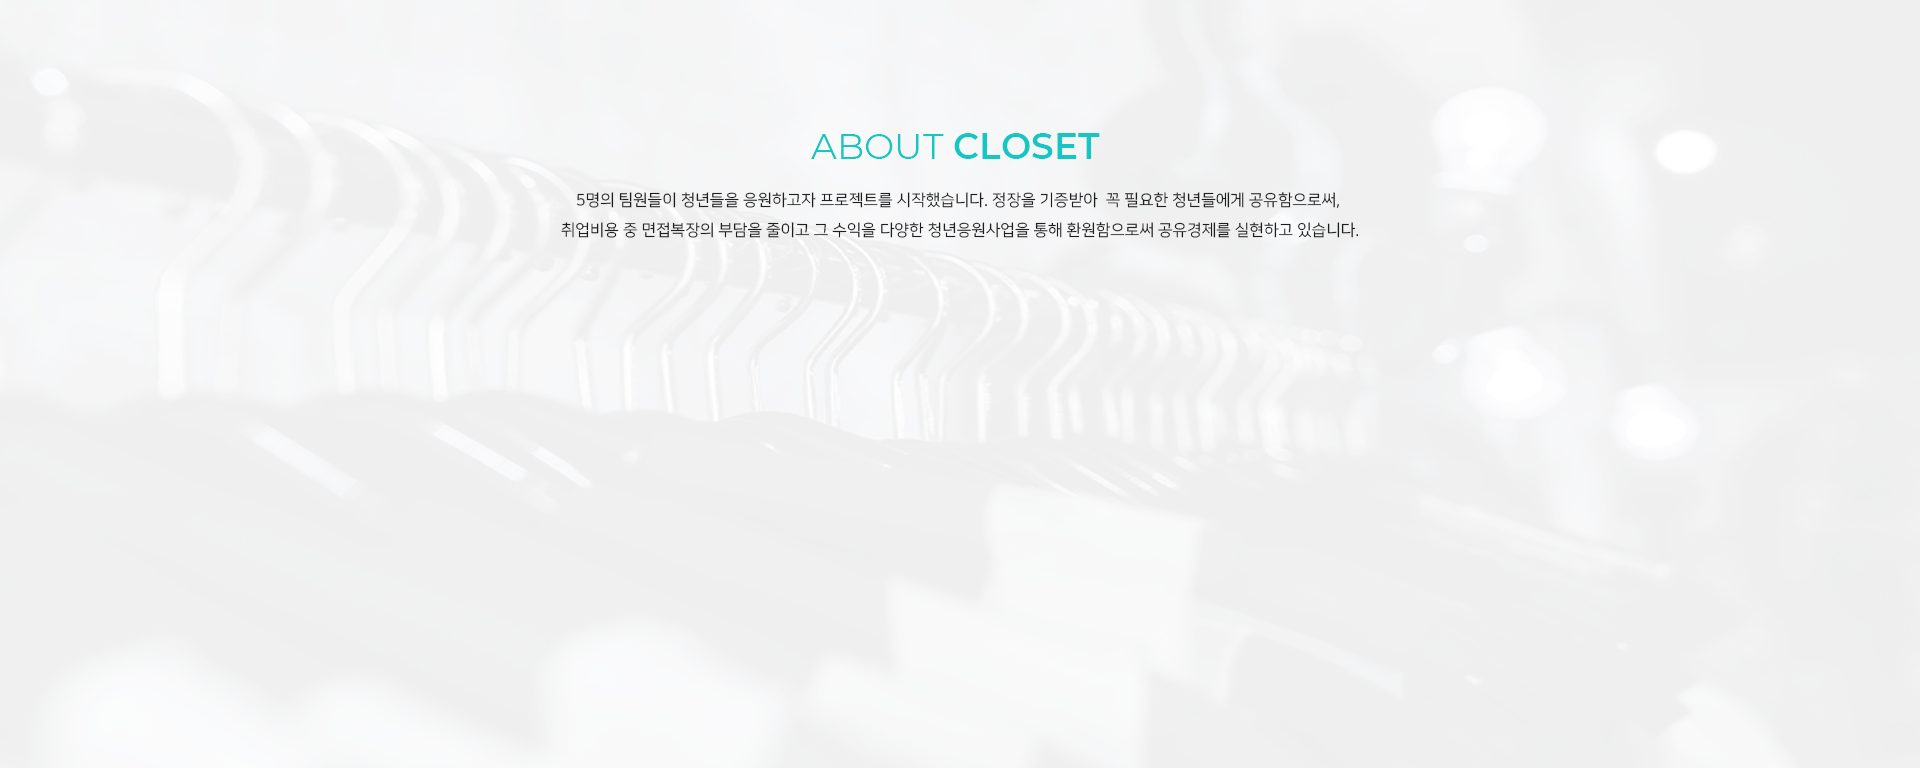 ABOUT CLOSET
5명의 팀원들이 청년들을 응원하고자 프로젝트를 시작했습니다. 정장을 기증받아 꼭 필요한 청년들에게 공유함으로써,
취업비용 중 면접복장의 부담을 줄이고 그 수익을 다양한 청년응원사업을 통해 환원함으로써 공유경제를 실현하고 있습니다.